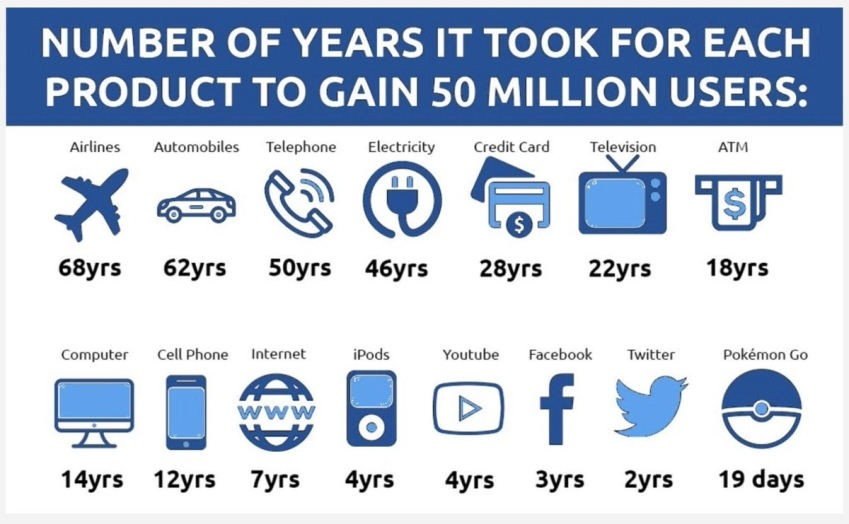 NUMBER OF YEARS IT TOOK FOR EACH
PRODUCT TO GAIN 50 MILLION USERS:
Airlines Automobiles Telephone Electricity Credit Card Television ATM
$ $
68yrs 62yrs 50yrs 46yrs 28yrs 22yrs 18yrs
Computer Cell Phone Internet iPods Youtube Facebook Twitter Pokémon Go
www f
14yrs 12yrs 7yrs 4yrs 4yrs 3yrs 2yrs 19 days